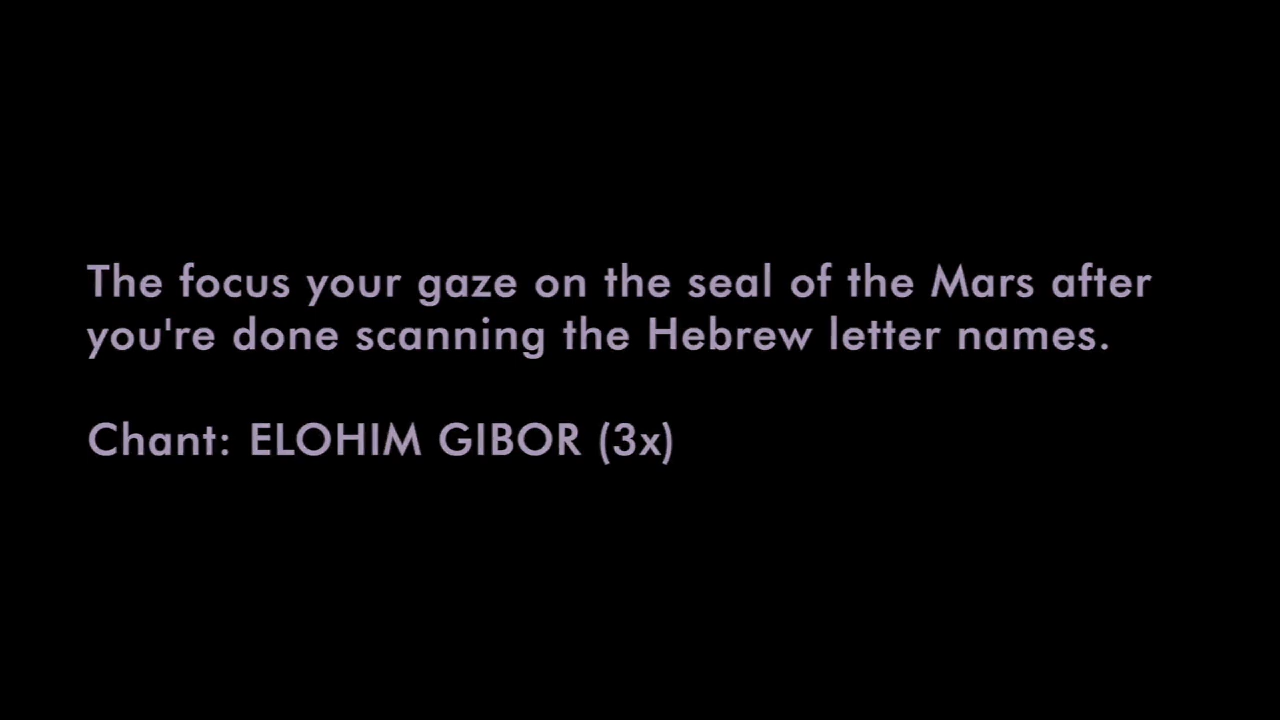 The focus your gaze on the seal of the Mars after
you're done scanning the Hebrew letter names.
Chant: ELOHIM GIBOR (3x)